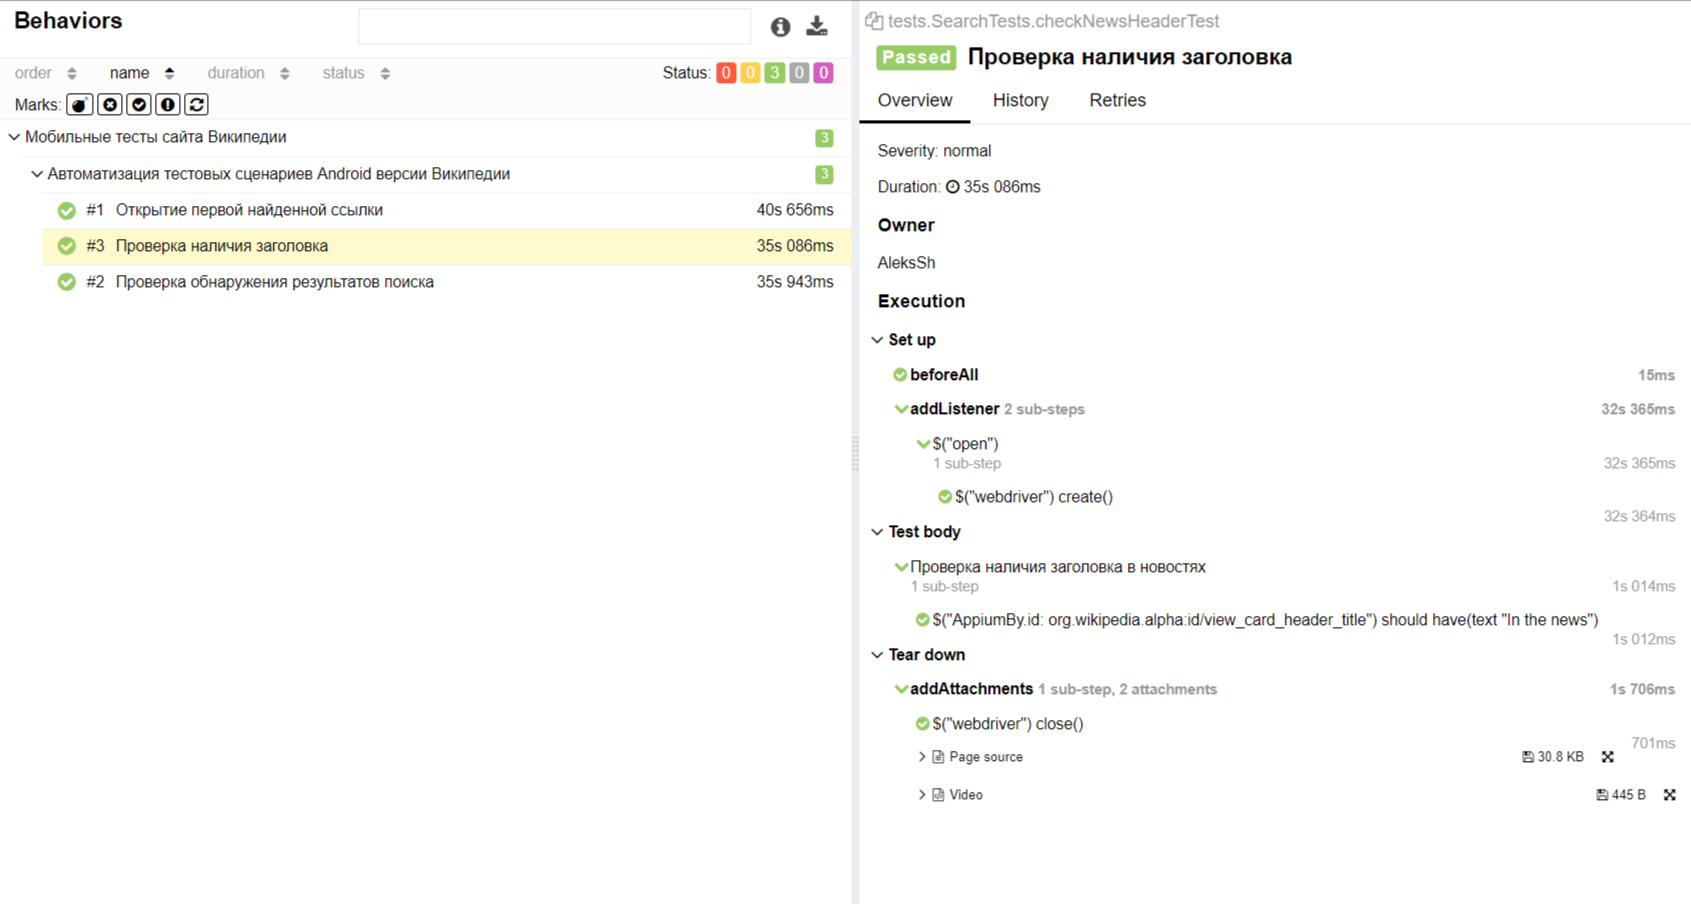 Behaviors
order name duration status Status: 0 0 3 0 0
Marks:
Мобильные тесты сайта Википедии 3
Автоматизация тестовых сценариев Android версии Википедии 3
#1 Открытие первой найденной ссылки 40s 656ms
#3 Проверка наличия заголовка 35s 086ms
#2 Проверка обнаружения результатов поиска 35s 943ms
tests.SearchTests.checkNewsHeaderTest
Passed Проверка наличия заголовка
Overview History Retries
Severity: normal
Duration: 35s 086ms
Owner
AleksSh
Execution
Set up
beforeAll 15ms
addListener 2 sub-steps 32s 365ms
$("open")
1 sub-step 32s 365ms
$("webdriver") create()
32s 364ms
Test body
Проверка наличия заголовка в новостях
1 sub-step 1s 014ms
$("AppiumBy.id: org.wikipedia.alpha:id/view_card_header_title") should have(text "In the news")
1s 012ms
Tear down
addAttachments 1 sub-step, 2 attachments 1s 706ms
$("webdriver") close()
701ms
Page source 30.8 KB
Video 445 B